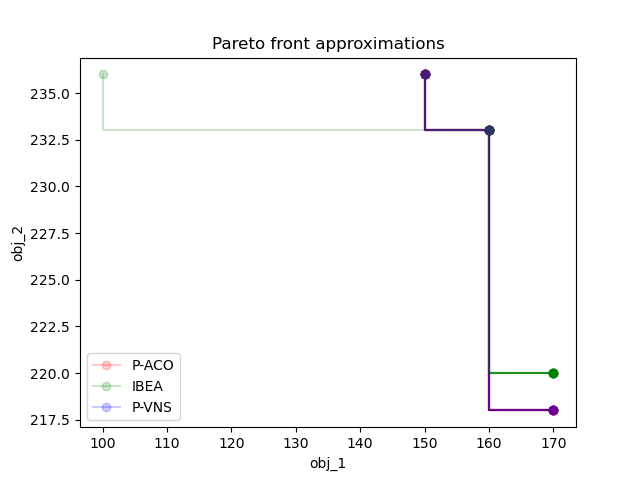 Pareto front approximations
235.0
232.5
230.0
227.5
225.0
222.5
220.0
217.5
obj_2
P-ACO
IBEA
P-VNS
100 110 120 130 140 150 160 170
obj_1